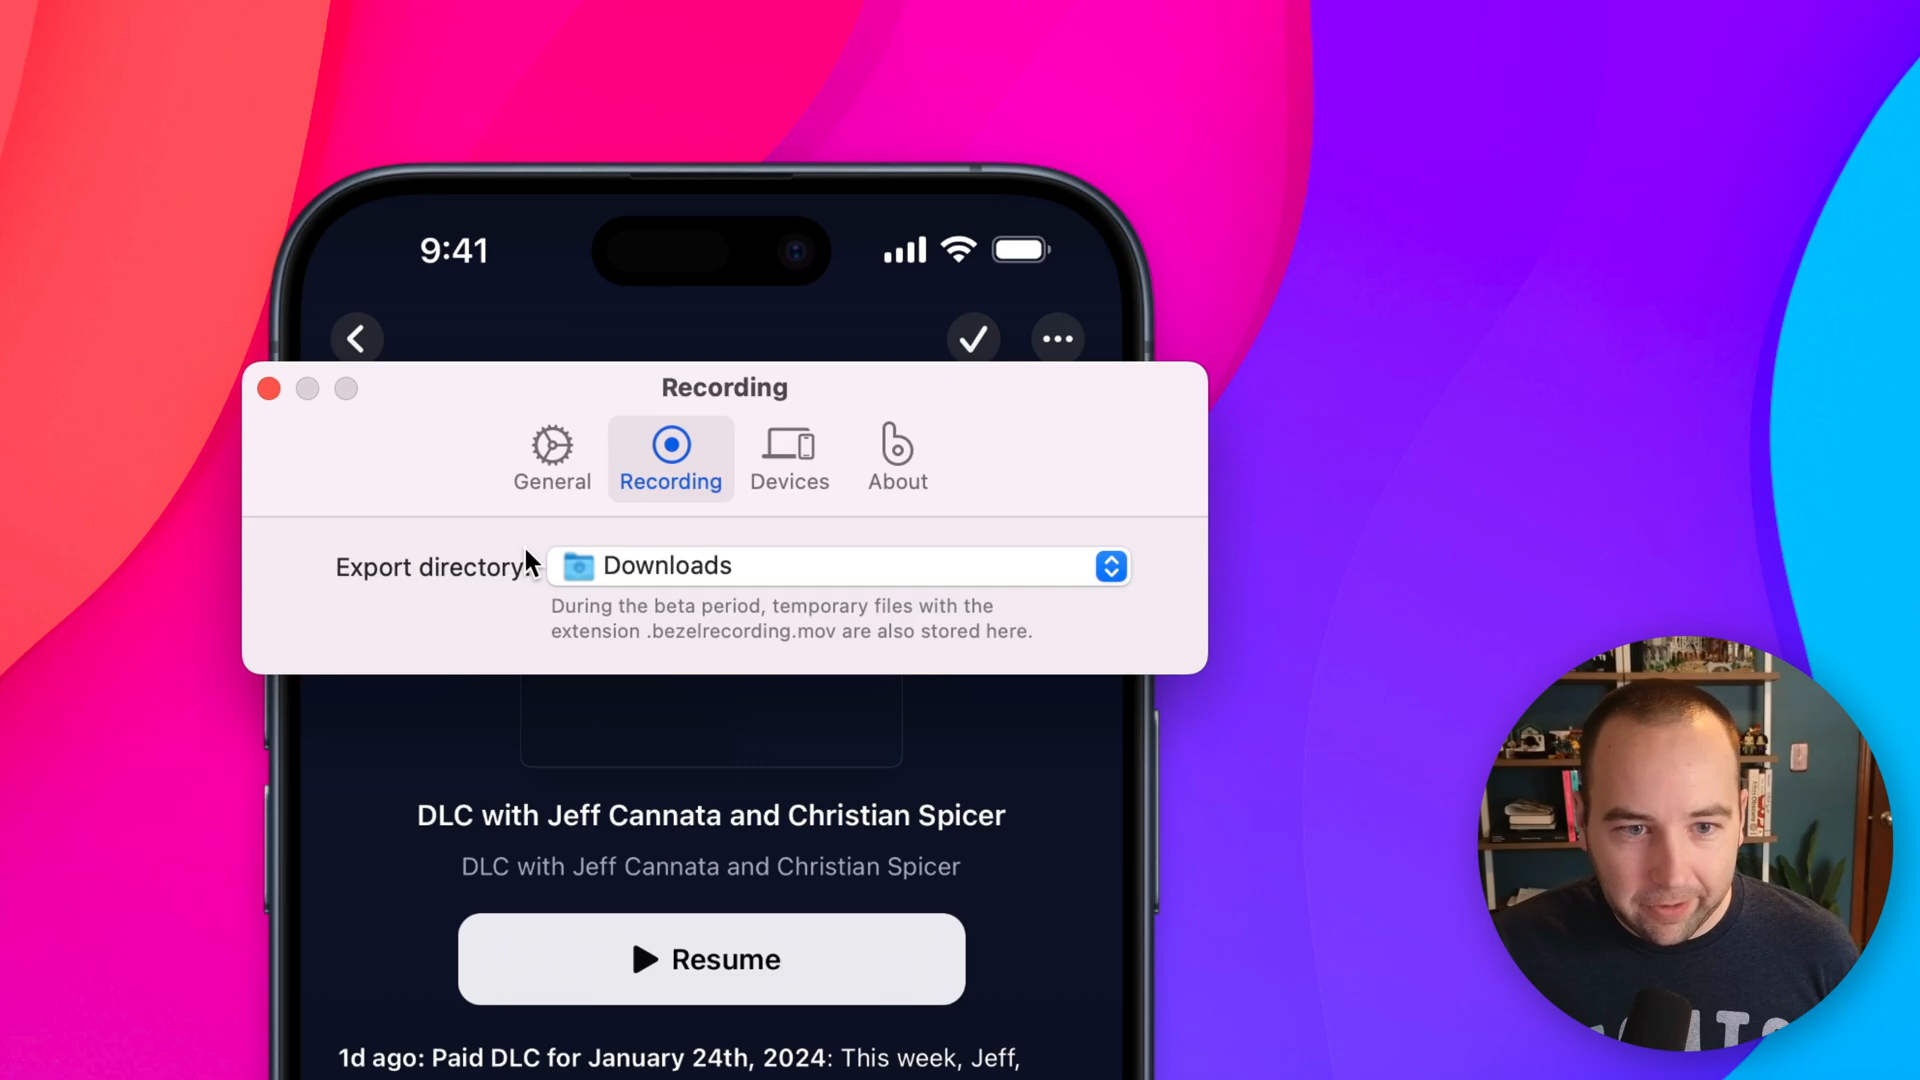 9:41
Recording
General Recording Devices About
Export directory: Downloads
During the beta period, temporary files with the
extension .bezelrecording.mov are also stored here.
DLC with Jeff Cannata and Christian Spicer
DLC with Jeff Cannata and Christian Spicer
Resume
1d ago: Paid DLC for January 24th, 2024: This week, Jeff,